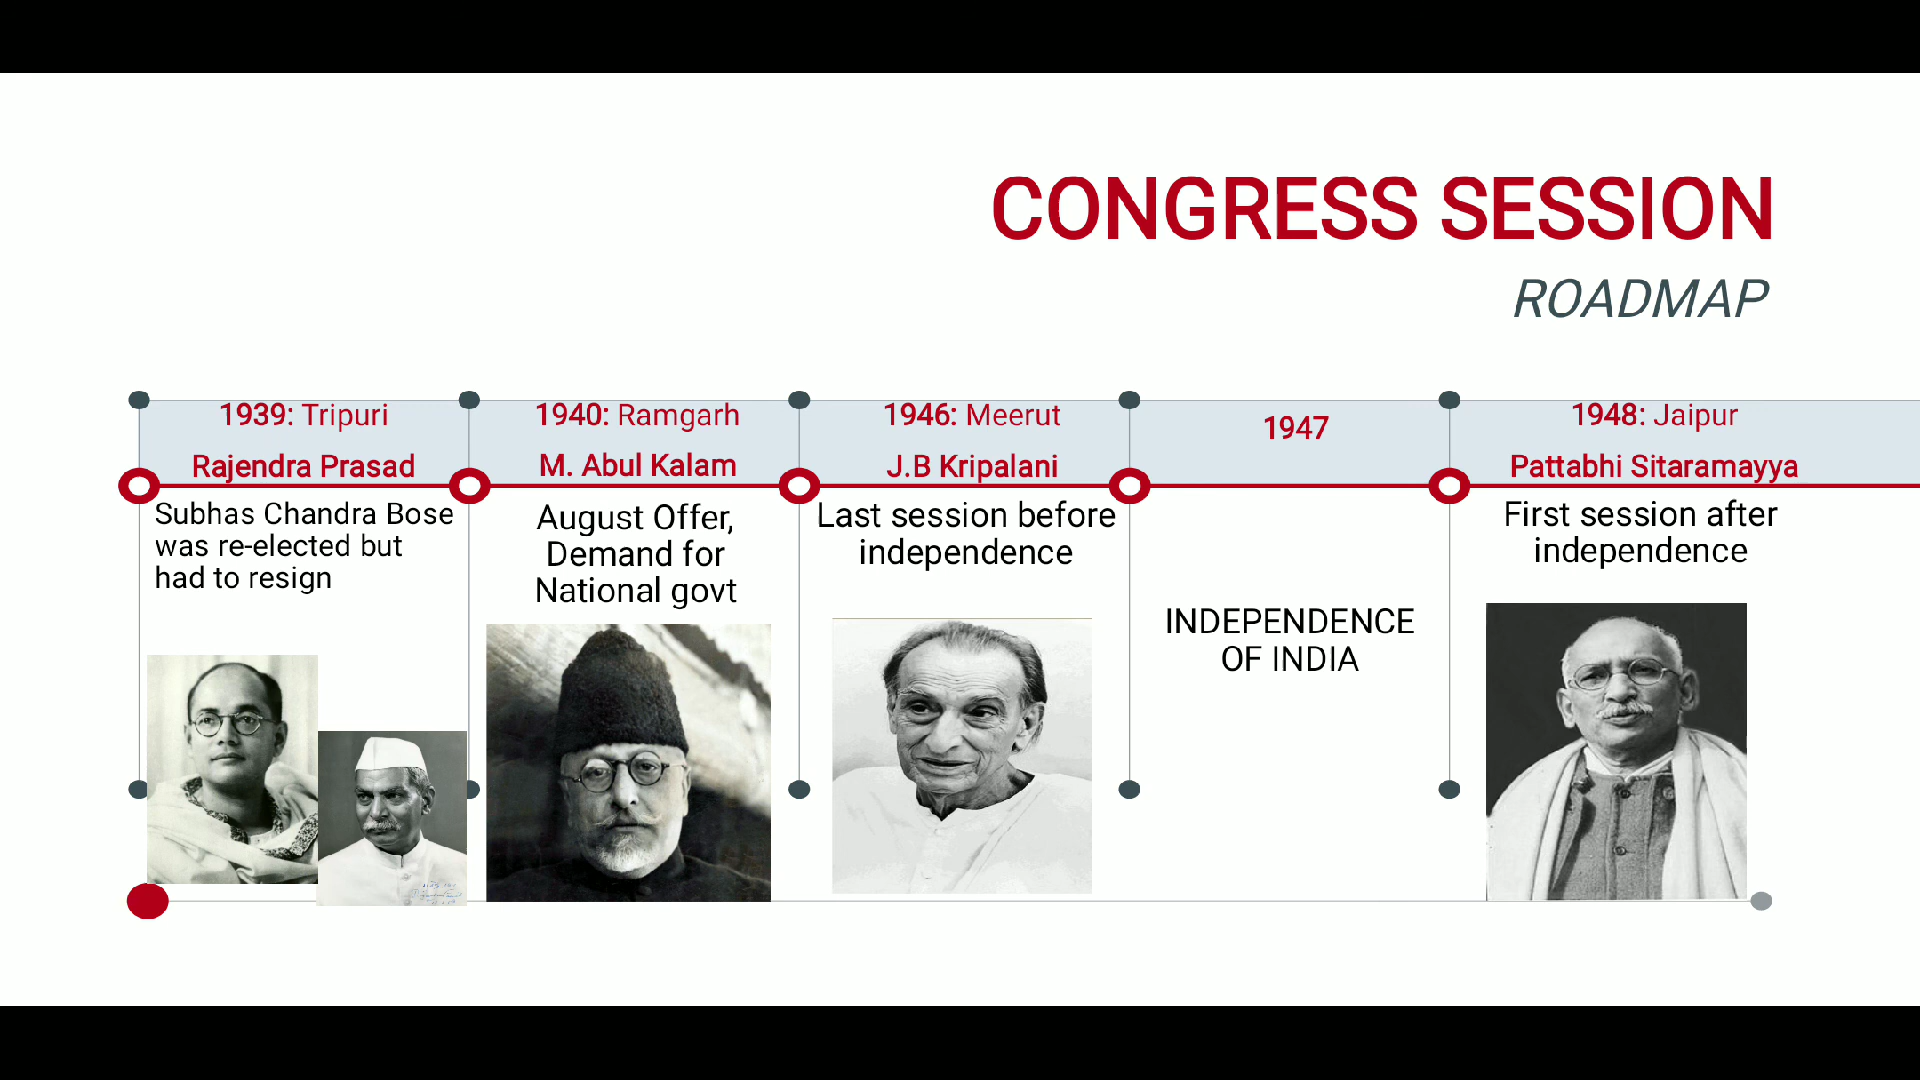 CONGRESS SESSION
ROADMAP
1939: Tripuri
Rajendra Prasad
Subhas Chandra Bose
was re-elected but
had to resign
1940: Ramgarh
M. Abul Kalam
August Offer,
Demand for
National govt
1946: Meerut
J.B Kripalani
Last session before
independence
1947
INDEPENDENCE
OF INDIA
1948: Jaipur
Pattabhi Sitaramayya
First session after
independence